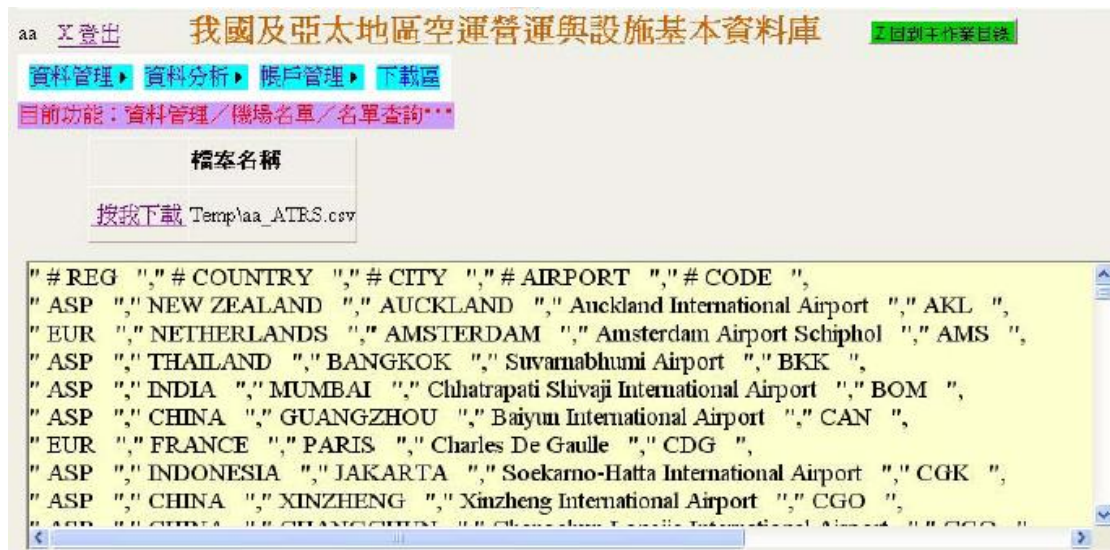 aa X 登出 我國及亞太地區空運營運與設施基本資料庫 Z回到主作業目錄
資料管理▶ 資料分析▶ 帳戶管理▶ 下載區
目前功能：資料管理／機場名單／名單查詢‧‧‧
檔案名稱
按我下載 Temp\aa_ATRS.csv
" # REG ","# COUNTRY ","# CITY ","# AIRPORT ","# CODE ",
" ASP "," NEW ZEALAND "," AUCKLAND "," Auckland International Airport "," AKL ",
" EUR "," NETHERLANDS "," AMSTERDAM "," Amsterdam Airport Schiphol "," AMS ",
" ASP "," THAILAND "," BANGKOK "," Suvarnabhumi Airport "," BKK ",
" ASP "," INDIA "," MUMBAI "," Chhatrapati Shivaji International Airport "," BOM ",
" ASP "," CHINA "," GUANGZHOU "," Baiyun International Airport "," CAN ",
" EUR "," FRANCE "," PARIS "," Charles De Gaulle "," CDG ",
" ASP "," INDONESIA "," JAKARTA "," Soekarno-Hatta International Airport "," CGK ",
" ASP "," CHINA "," XINZHENG "," Xinzheng International Airport "," CGO ",